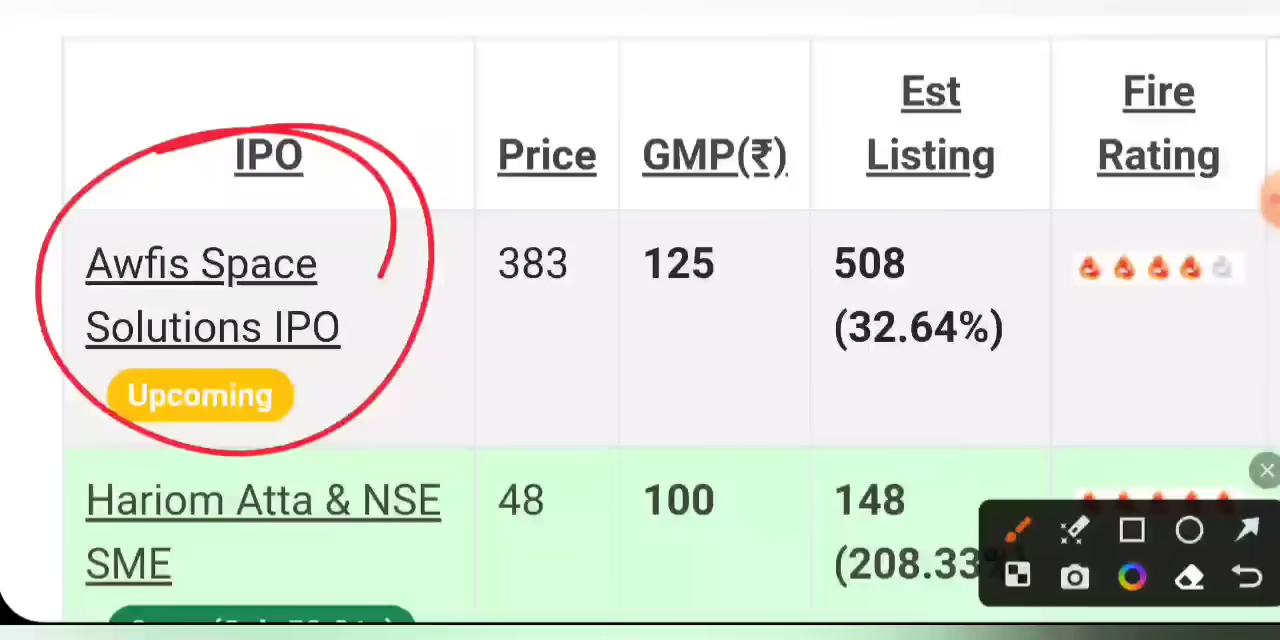 IPO Price GMP(₹) Est Listing Fire Rating
Awfis Space Solutions IPO 383 125 508 (32.64%)
Upcoming
Hariom Atta & NSE SME 48 100 148 (208.33